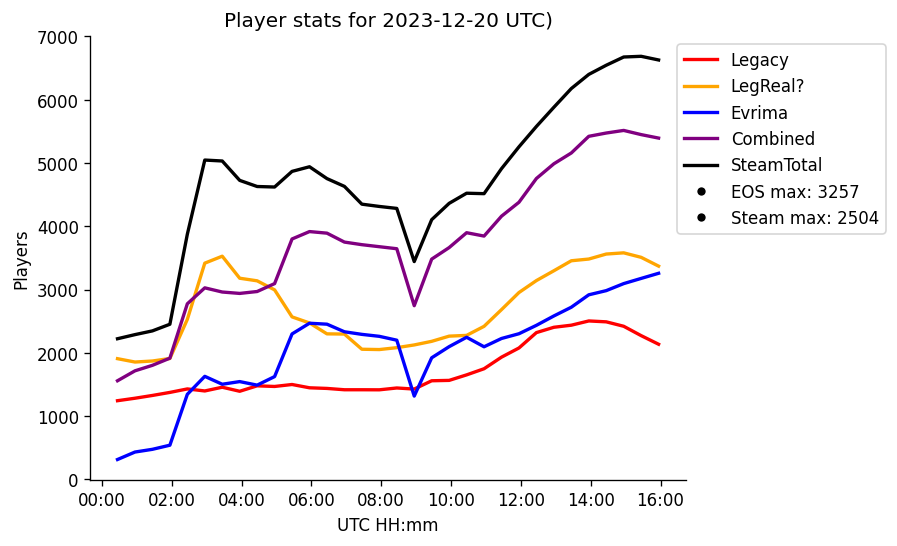 Player stats for 2023-12-20 UTC)
7000
6000
5000
4000
3000
2000
1000
0
Players
00:00 02:00 04:00 06:00 08:00 10:00 12:00 14:00 16:00
UTC HH:mm
Legacy
LegReal?
Evrima
Combined
SteamTotal
EOS max: 3257
Steam max: 2504